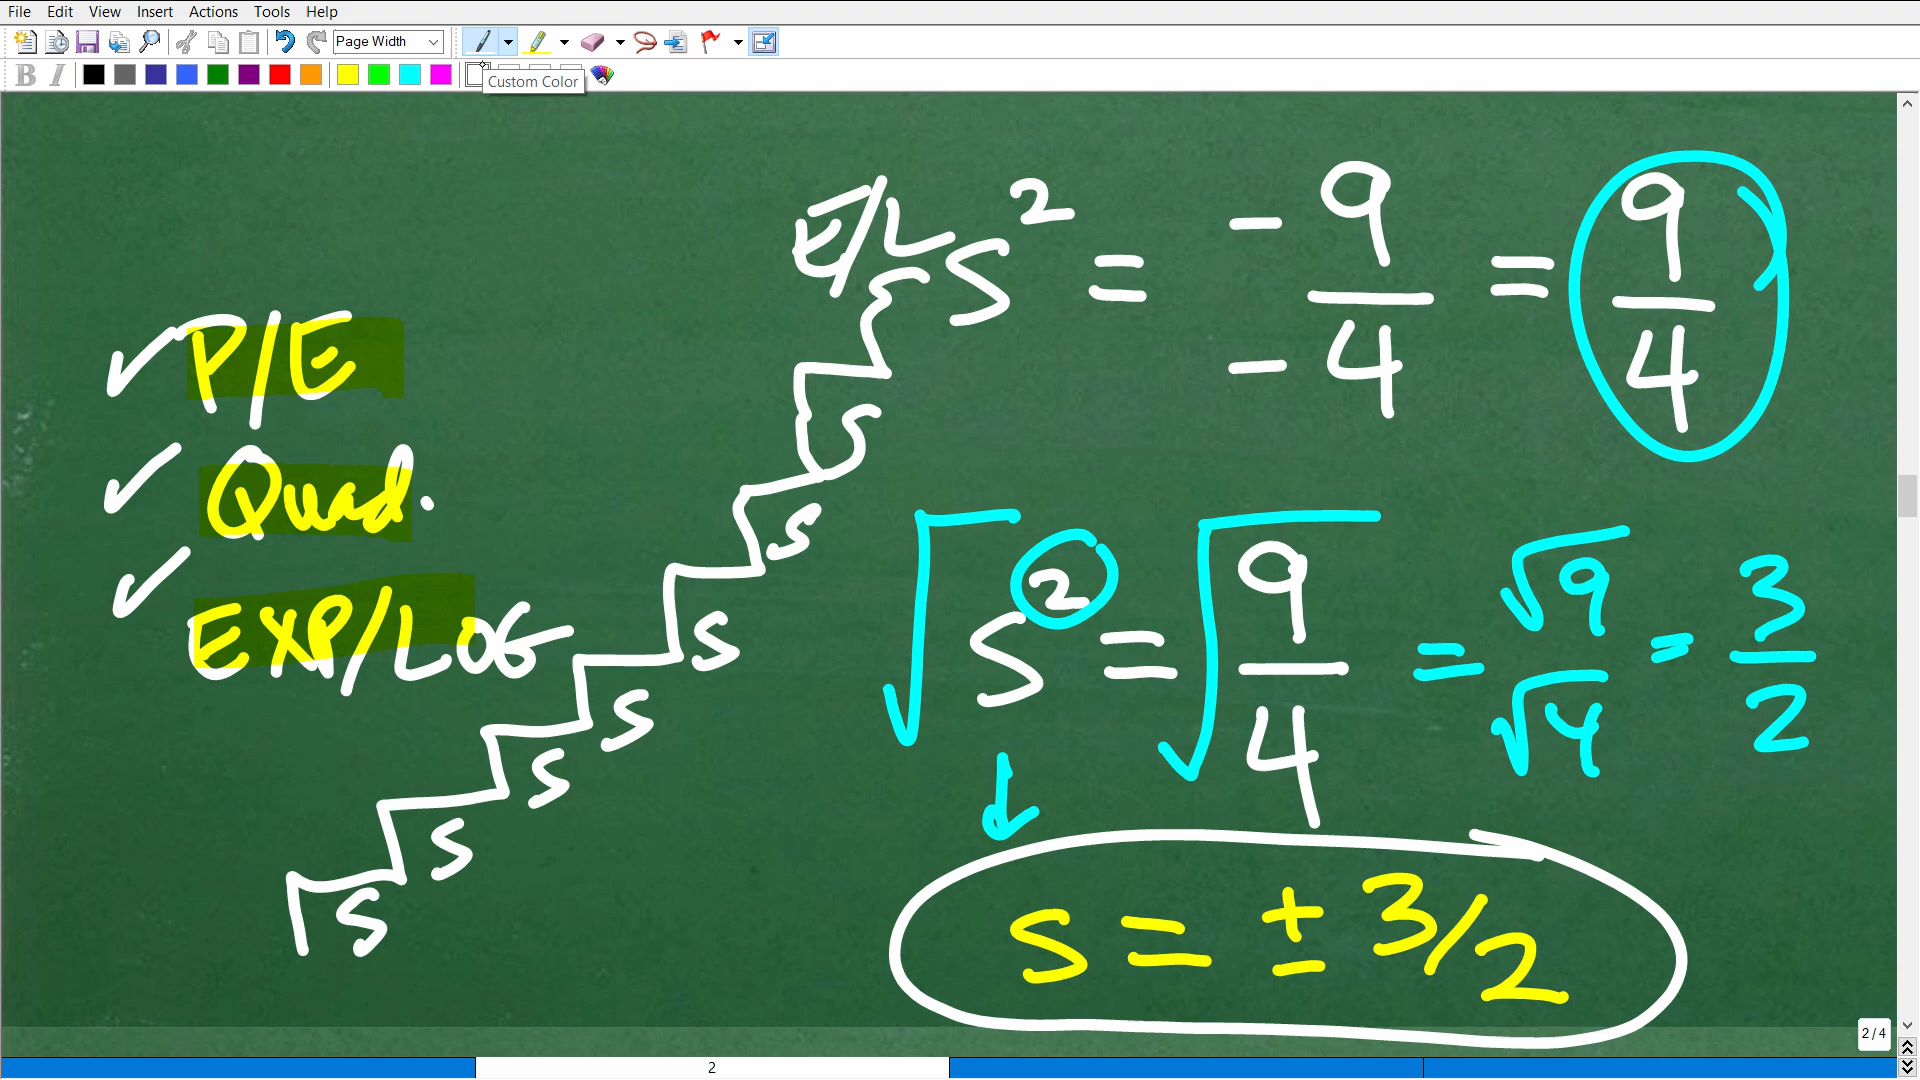 File Edit View Insert Actions Tools Help
Page Width
B I
Custom Color
E/L
S² = -9/-4 = 9/4
✓ P/E
✓ Quad.
✓ EXP/LOG
S
S
S
S
S
S
S
√S² = √9/4 = √9/√4 = 3/2
S = ± 3/2
2 / 4
2